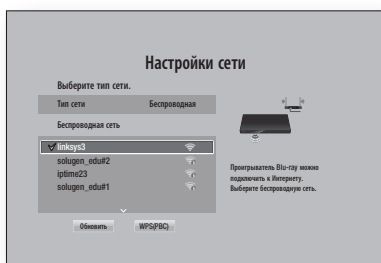 Настройки сети
Выберите тип сети.
Тип сети Беспроводная
Беспроводная сеть
linksys3
solugen_edu#2
iptime23
solugen_edu#1
Проигрыватель Blu-ray можно
подключить к Интернету.
Выберите беспроводную сеть.
Обновить WPS(PBC)